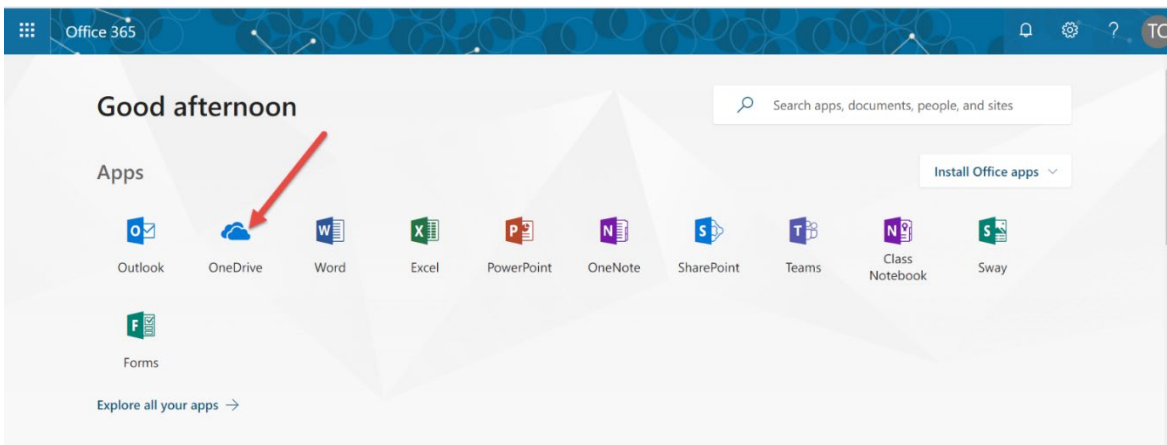 Office 365
?
TC
Good afternoon
Search apps, documents, people, and sites
Apps
Install Office apps
Outlook
OneDrive
Word
Excel
PowerPoint
OneNote
SharePoint
Teams
Class
Notebook
Sway
Forms
Explore all your apps →